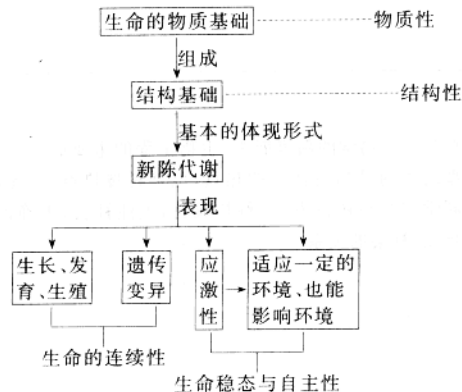 生命的物质基础
物质性
组成
结构基础
结构性
基本的体现形式
新陈代谢
表现
生长、发
育、生殖
遗传
变异
应
激
性
适应一定的
环境、也能
影响环境
生命的连续性
生命稳态与自主性